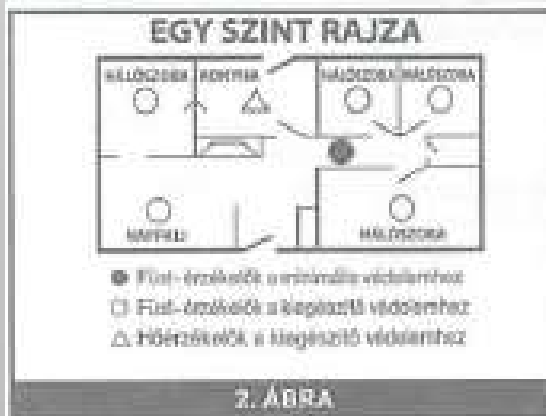 EGY SZINT RAJZA
HÁLÓSZOBA KONYHA HÁLÓSZOBA HÁLÓSZOBA
NAPPALI HÁLÓSZOBA
Füst-érzékelők a minimális védelemhez
Füst-érzékelők a kiegészítő védelemhez
Hőérzékelők a kiegészítő védelemhez
2. ÁBRA